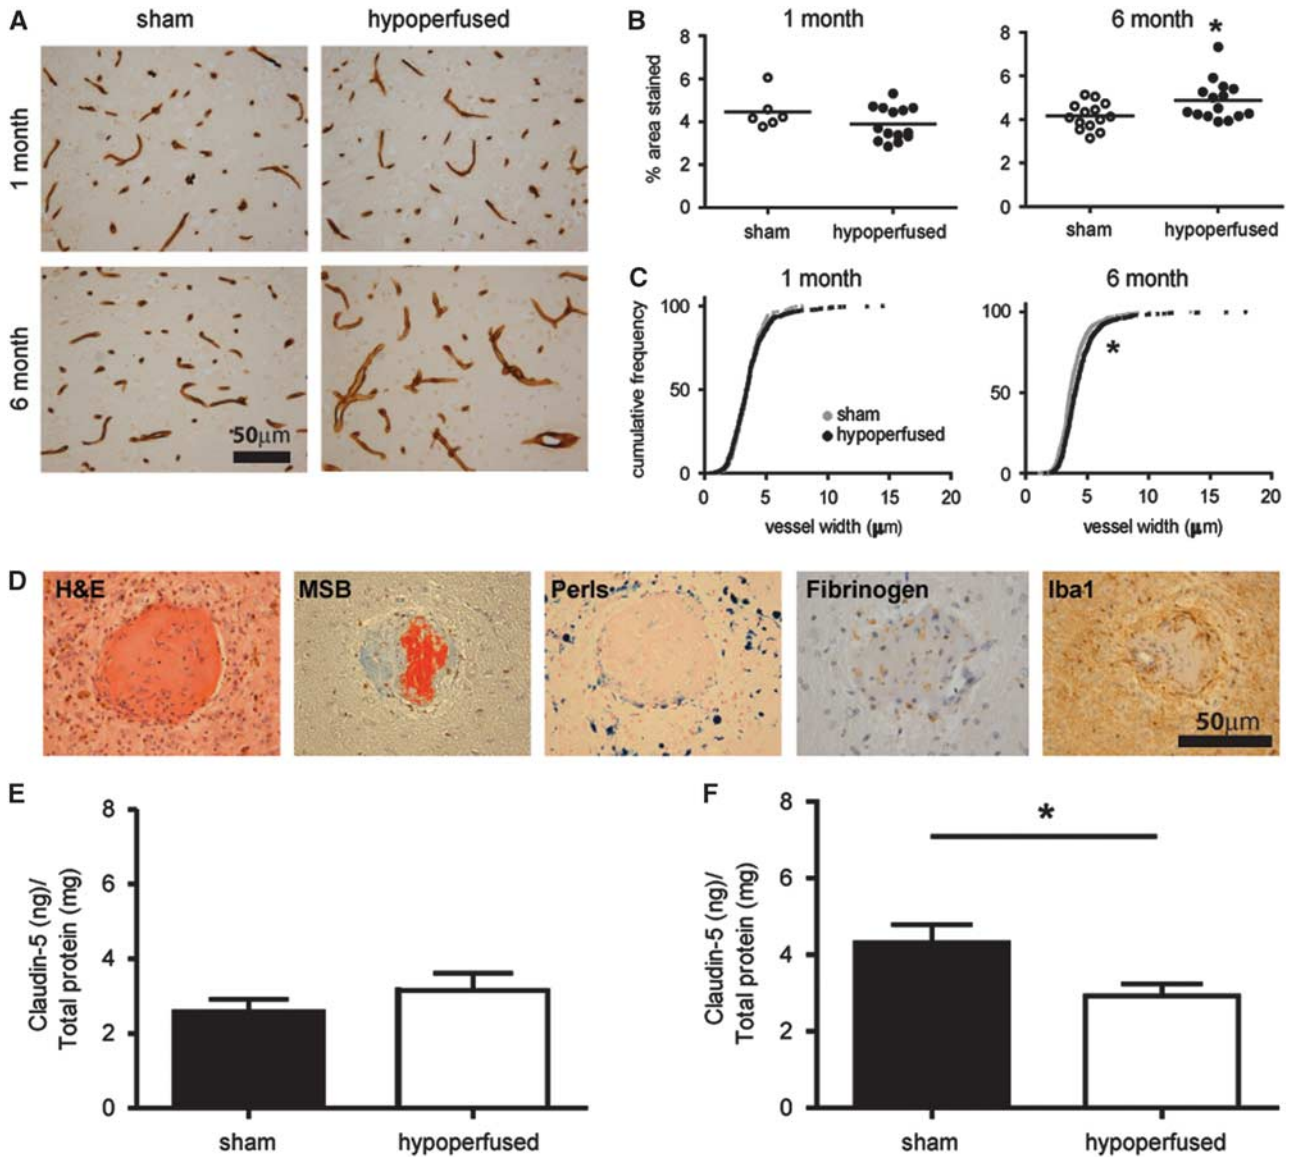 A
sham
hypoperfused
1 month
6 month
50μm
B
1 month
6 month
*
% area stained
8
6
4
2
0
sham
hypoperfused
8
6
4
2
0
sham
hypoperfused
C
1 month
6 month
cumulative frequency
100
50
0
0
5
10
15
20
vessel width (μm)
sham
hypoperfused
100
50
0
*
0
5
10
15
20
vessel width (μm)
D
H&E
MSB
Perls
Fibrinogen
Iba1
50μm
E
Claudin-5 (ng)/
Total protein (mg)
8
6
4
2
0
sham
hypoperfused
F
Claudin-5 (ng)/
Total protein (mg)
8
6
4
2
0
*
sham
hypoperfused